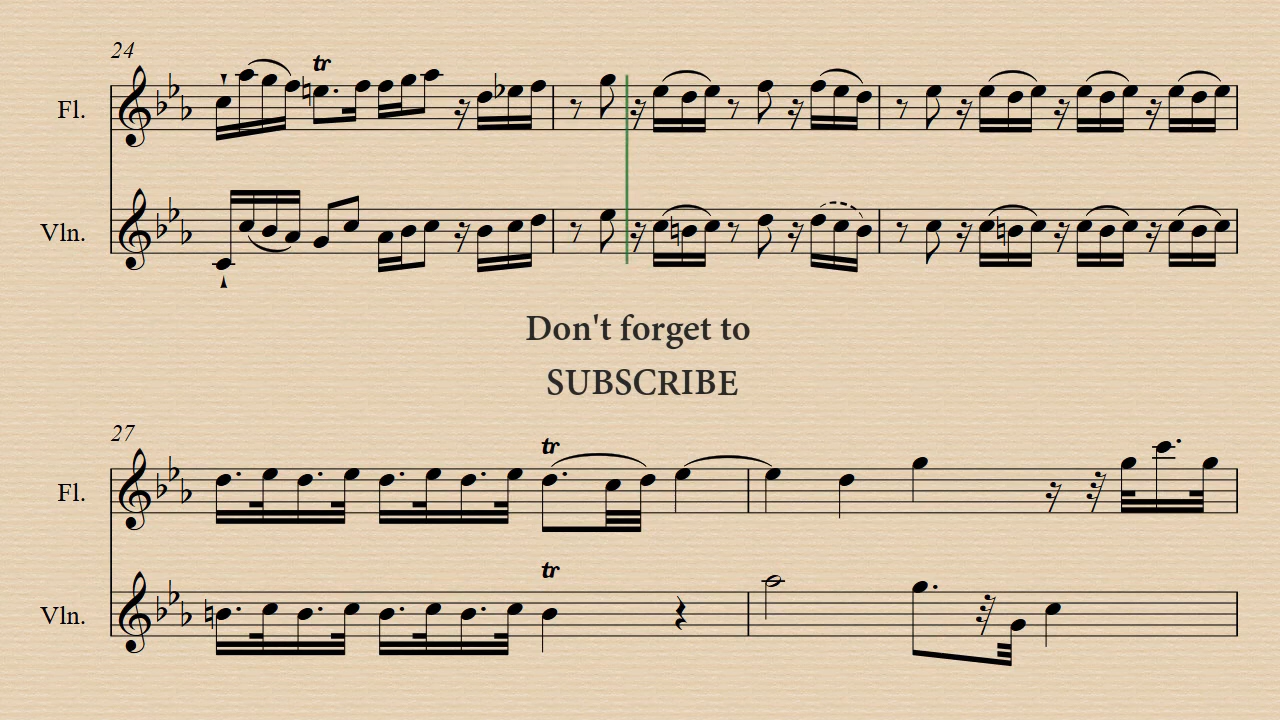 24
tr
Fl.
Vln.
Don't forget to
SUBSCRIBE
27
tr
Fl.
tr
Vln.